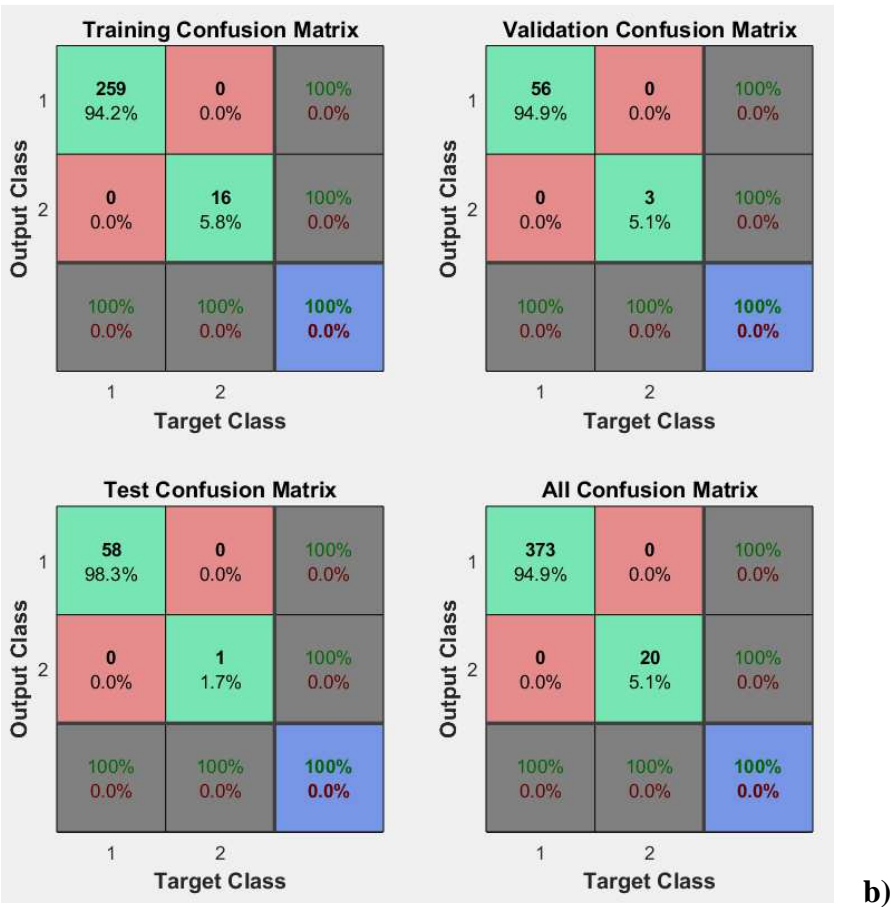 Training Confusion Matrix
259 0 100%
1
94.2% 0.0% 0.0%
0 16 100%
2
0.0% 5.8% 0.0%
100% 100% 100%
0.0% 0.0% 0.0%
1 2
Target Class
Output Class
Validation Confusion Matrix
56 0 100%
1
94.9% 0.0% 0.0%
0 3 100%
2
0.0% 5.1% 0.0%
100% 100% 100%
0.0% 0.0% 0.0%
1 2
Target Class
Output Class
Test Confusion Matrix
58 0 100%
1
98.3% 0.0% 0.0%
0 1 100%
2
0.0% 1.7% 0.0%
100% 100% 100%
0.0% 0.0% 0.0%
1 2
Target Class
Output Class
All Confusion Matrix
373 0 100%
1
94.9% 0.0% 0.0%
0 20 100%
2
0.0% 5.1% 0.0%
100% 100% 100%
0.0% 0.0% 0.0%
1 2
Target Class
Output Class
b)